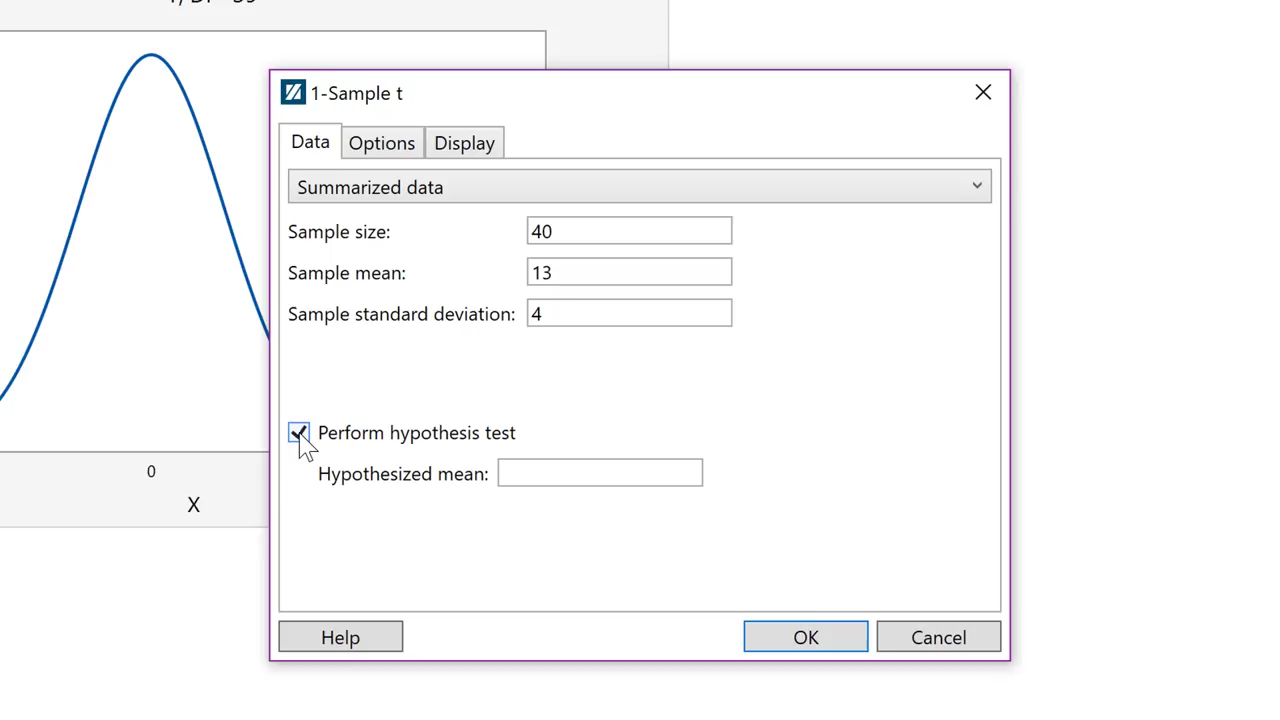 1-Sample t
Data Options Display
Summarized data
Sample size: 40
Sample mean: 13
Sample standard deviation: 4
Perform hypothesis test
Hypothesized mean:
0
X
Help OK Cancel